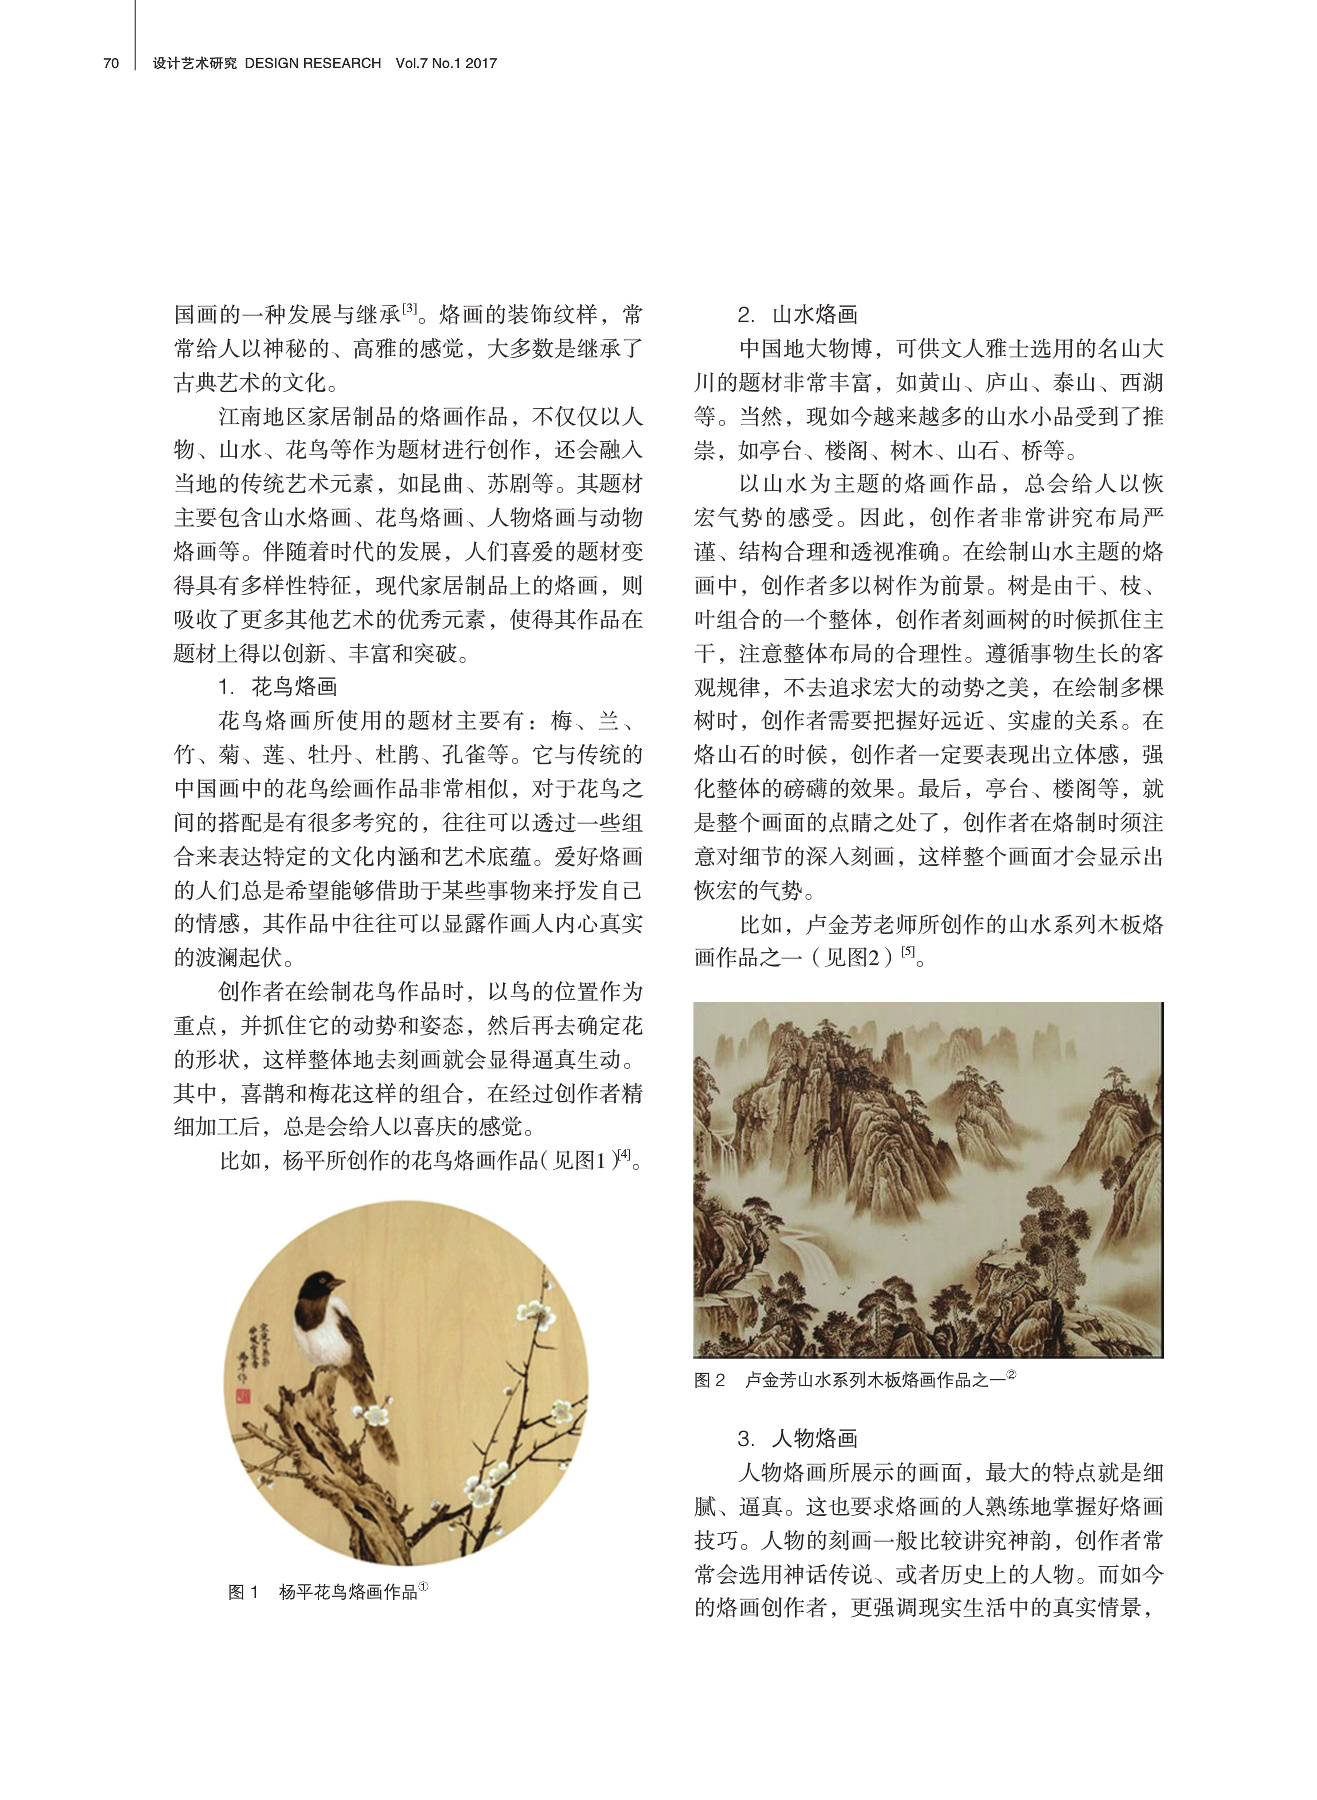 70 设计艺术研究 DESIGN RESEARCH Vol.7 No.1 2017
国画的一种发展与继承[3]。烙画的装饰纹样，常
常给人以神秘的、高雅的感觉，大多数是继承了
古典艺术的文化。
江南地区家居制品的烙画作品，不仅仅以人
物、山水、花鸟等作为题材进行创作，还会融入
当地的传统艺术元素，如昆曲、苏剧等。其题材
主要包含山水烙画、花鸟烙画、人物烙画与动物
烙画等。伴随着时代的发展，人们喜爱的题材变
得具有多样性特征，现代家居制品上的烙画，则
吸收了更多其他艺术的优秀元素，使得其作品在
题材上得以创新、丰富和突破。
1. 花鸟烙画
花鸟烙画所使用的题材主要有：梅、兰、
竹、菊、莲、牡丹、杜鹃、孔雀等。它与传统的
中国画中的花鸟绘画作品非常相似，对于花鸟之
间的搭配是有很多考究的，往往可以透过一些组
合来表达特定的文化内涵和艺术底蕴。爱好烙画
的人们总是希望能够借助于某些事物来抒发自己
的情感，其作品中往往可以显露作画人内心真实
的波澜起伏。
创作者在绘制花鸟作品时，以鸟的位置作为
重点，并抓住它的动势和姿态，然后再去确定花
的形状，这样整体地去刻画就会显得逼真生动。
其中，喜鹊和梅花这样的组合，在经过创作者精
细加工后，总是会给人以喜庆的感觉。
比如，杨平所创作的花鸟烙画作品（见图1）[4]。
图 1 杨平花鸟烙画作品①
2. 山水烙画
中国地大物博，可供文人雅士选用的名山大
川的题材非常丰富，如黄山、庐山、泰山、西湖
等。当然，现如今越来越多的山水小品受到了推
崇，如亭台、楼阁、树木、山石、桥等。
以山水为主题的烙画作品，总会给人以恢
宏气势的感受。因此，创作者非常讲究布局严
谨、结构合理和透视准确。在绘制山水主题的烙
画中，创作者多以树作为前景。树是由干、枝、
叶组合的一个整体，创作者刻画树的时候抓住主
干，注意整体布局的合理性。遵循事物生长的客
观规律，不去追求宏大的动势之美，在绘制多棵
树时，创作者需要把握好远近、实虚的关系。在
烙山石的时候，创作者一定要表现出立体感，强
化整体的磅礴的效果。最后，亭台、楼阁等，就
是整个画面的点睛之处了，创作者在烙制时须注
意对细节的深入刻画，这样整个画面才会显示出
恢宏的气势。
比如，卢金芳老师所创作的山水系列木板烙
画作品之一（见图2）[5]。
图 2 卢金芳山水系列木板烙画作品之一②
3. 人物烙画
人物烙画所展示的画面，最大的特点就是细
腻、逼真。这也要求烙画的人熟练地掌握好烙画
技巧。人物的刻画一般比较讲究神韵，创作者常
常会选用神话传说、或者历史上的人物。而如今
的烙画创作者，更强调现实生活中的真实情景，